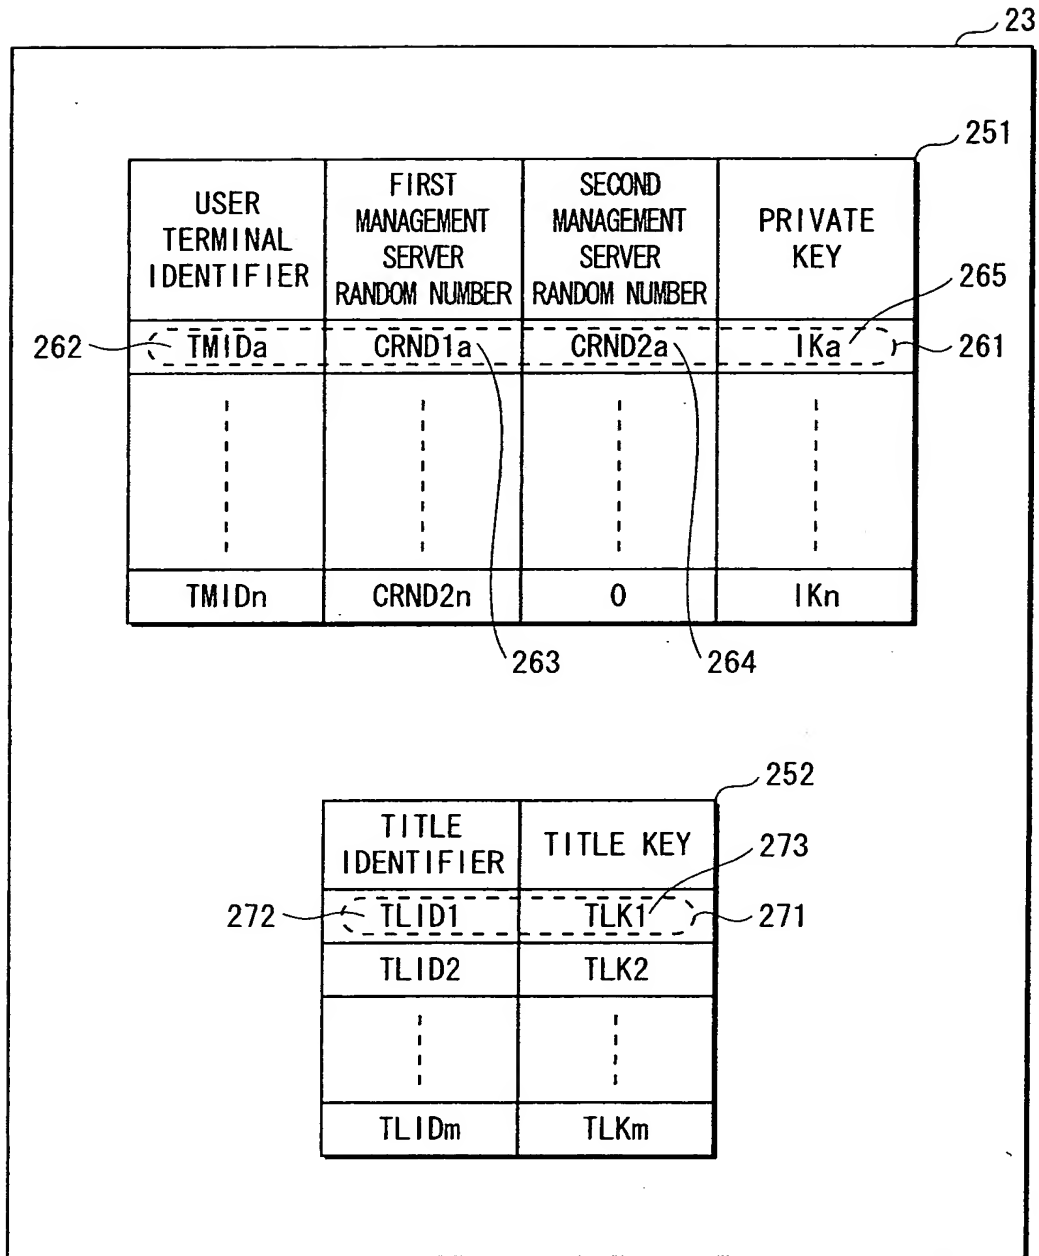 23
251
USER
TERMINAL
IDENTIFIER
FIRST
MANAGEMENT
SERVER
RANDOM NUMBER
SECOND
MANAGEMENT
SERVER
RANDOM NUMBER
PRIVATE
KEY
265
262
TMIDa
CRND1a
CRND2a
IKa
261
TMIDn
CRND2n
0
IKn
263
264
252
TITLE
IDENTIFIER
TITLE KEY
273
272
TLID1
TLK1
271
TLID2
TLK2
TLIDm
TLKm